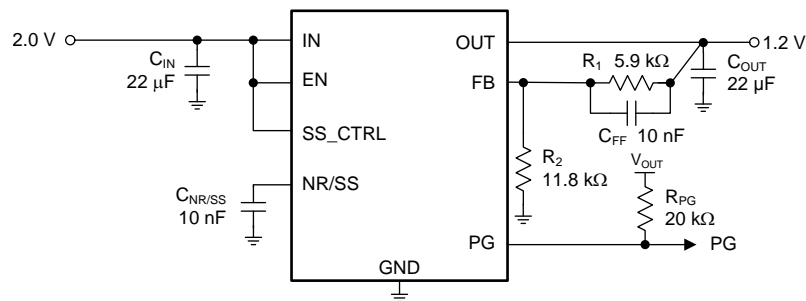 2.0 V
C_IN
22 μF
IN
EN
SS_CTRL
NR/SS
C_NR/SS
10 nF
GND
OUT
FB
PG
R_1 5.9 kΩ
C_FF 10 nF
1.2 V
C_OUT
22 μF
R_2
11.8 kΩ
V_OUT
R_PG
20 kΩ
PG